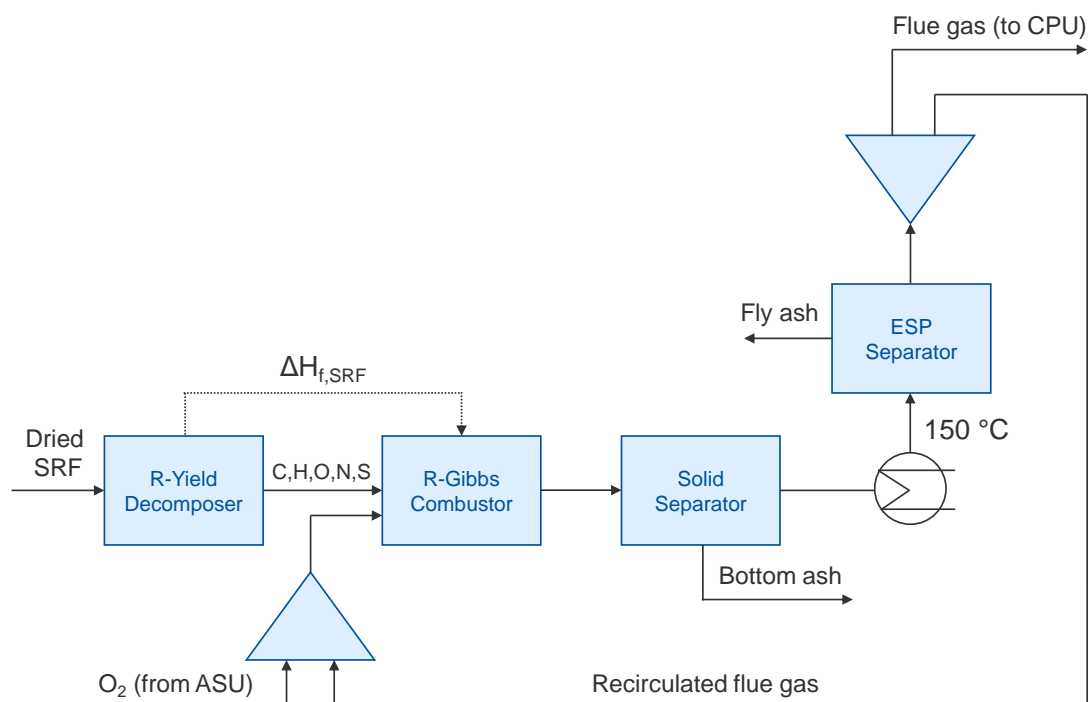 Flue gas (to CPU)
Fly ash
ESP
Separator
ΔHf,SRF
150 °C
Dried
SRF
R-Yield
Decomposer
C,H,O,N,S
R-Gibbs
Combustor
Solid
Separator
Bottom ash
O₂ (from ASU)
Recirculated flue gas